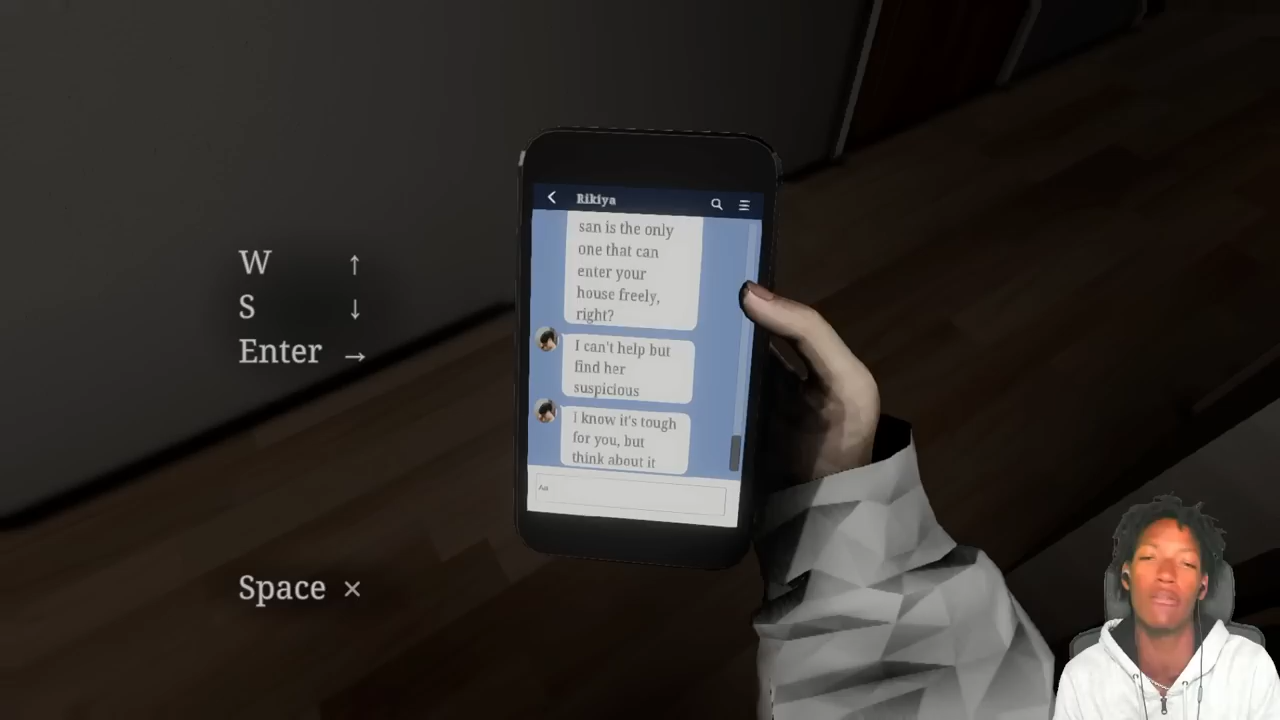 W ↑
S ↓
Enter →
Space ×
Rikiya
san is the only
one that can
enter your
house freely,
right?
I can't help but
find her
suspicious
I know it's tough
for you, but
think about it
Aa